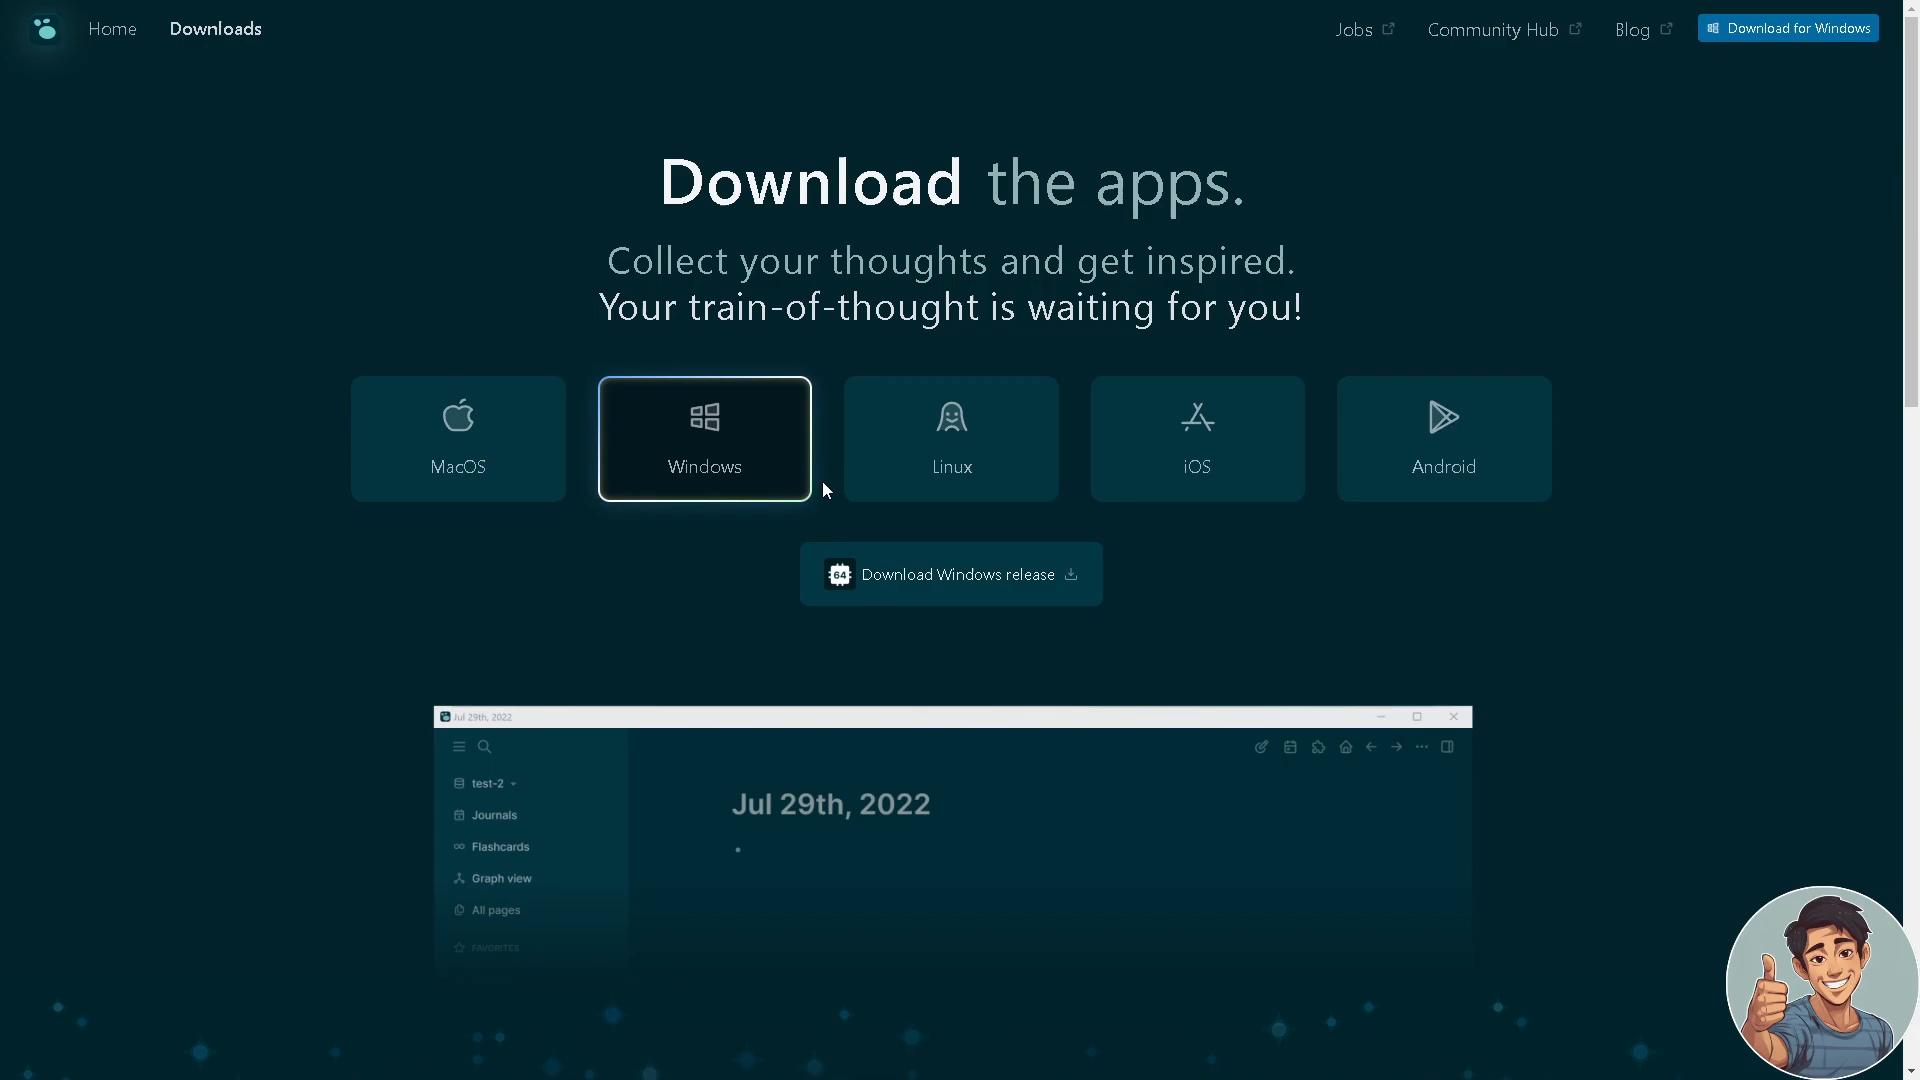 Home
Downloads
Jobs
Community Hub
Blog
Download for Windows
Download the apps.
Collect your thoughts and get inspired.
Your train-of-thought is waiting for you!
MacOS
Windows
Linux
iOS
Android
64 Download Windows release
Jul 29th, 2022
test-2
Journals
Flashcards
Graph view
All pages
FAVORITES
Jul 29th, 2022